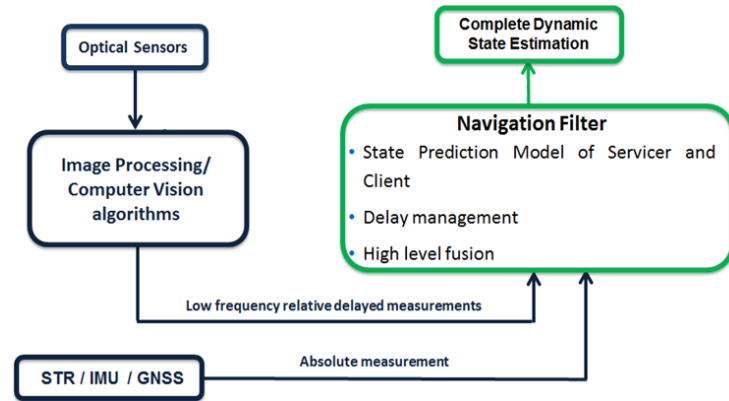 Optical Sensors
Complete Dynamic
State Estimation
Image Processing/
Computer Vision
algorithms
Navigation Filter
• State Prediction Model of Servicer and
Client
• Delay management
• High level fusion
Low frequency relative delayed measurements
Absolute measurement
STR / IMU / GNSS